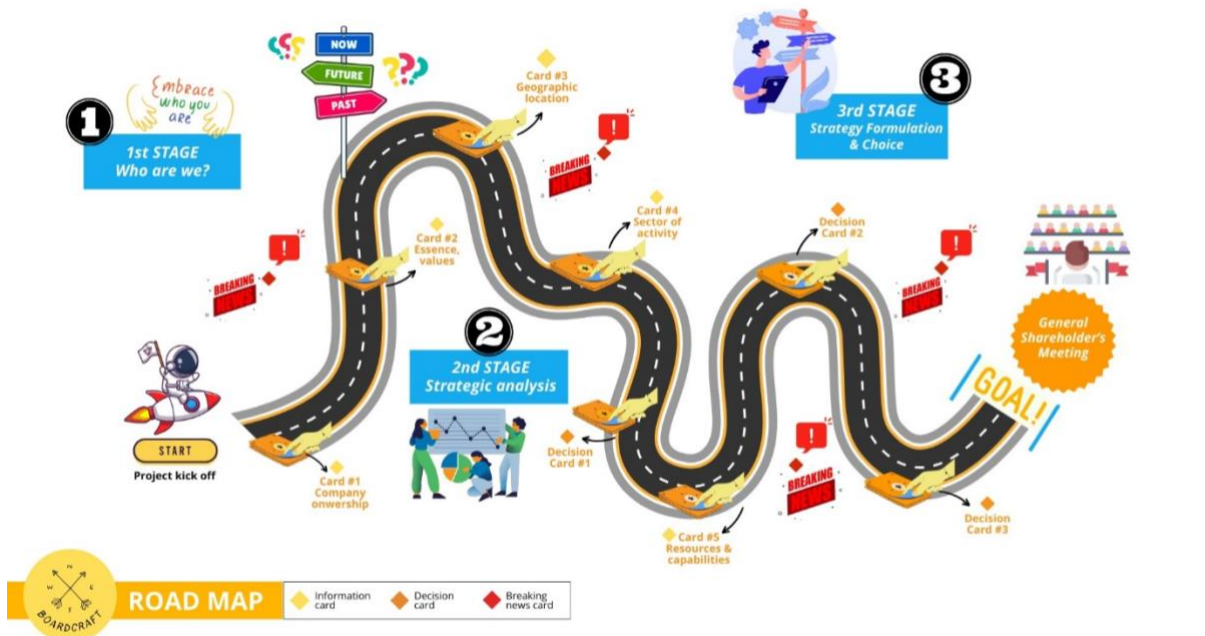 1
Embrace
who you
are
1st STAGE
Who are we?
NOW
FUTURE
PAST
Card #3
Geographic
location
!
BREAKING
NEWS
3
3rd STAGE
Strategy Formulation
& Choice
!
BREAKING
NEWS
Card #2
Essence,
values
Card #4
Sector of
activity
Decision
Card #2
!
BREAKING
NEWS
General
Shareholder's
Meeting
GOAL!
2
2nd STAGE
Strategic analysis
START
Project kick off
Card #1
Company
onwership
Decision
Card #1
!
BREAKING
NEWS
Card #5
Resources &
capabilities
Decision
Card #3
N
W
E
BOARDCRAFT
ROAD MAP
Information
card
Decision
card
Breaking
news card